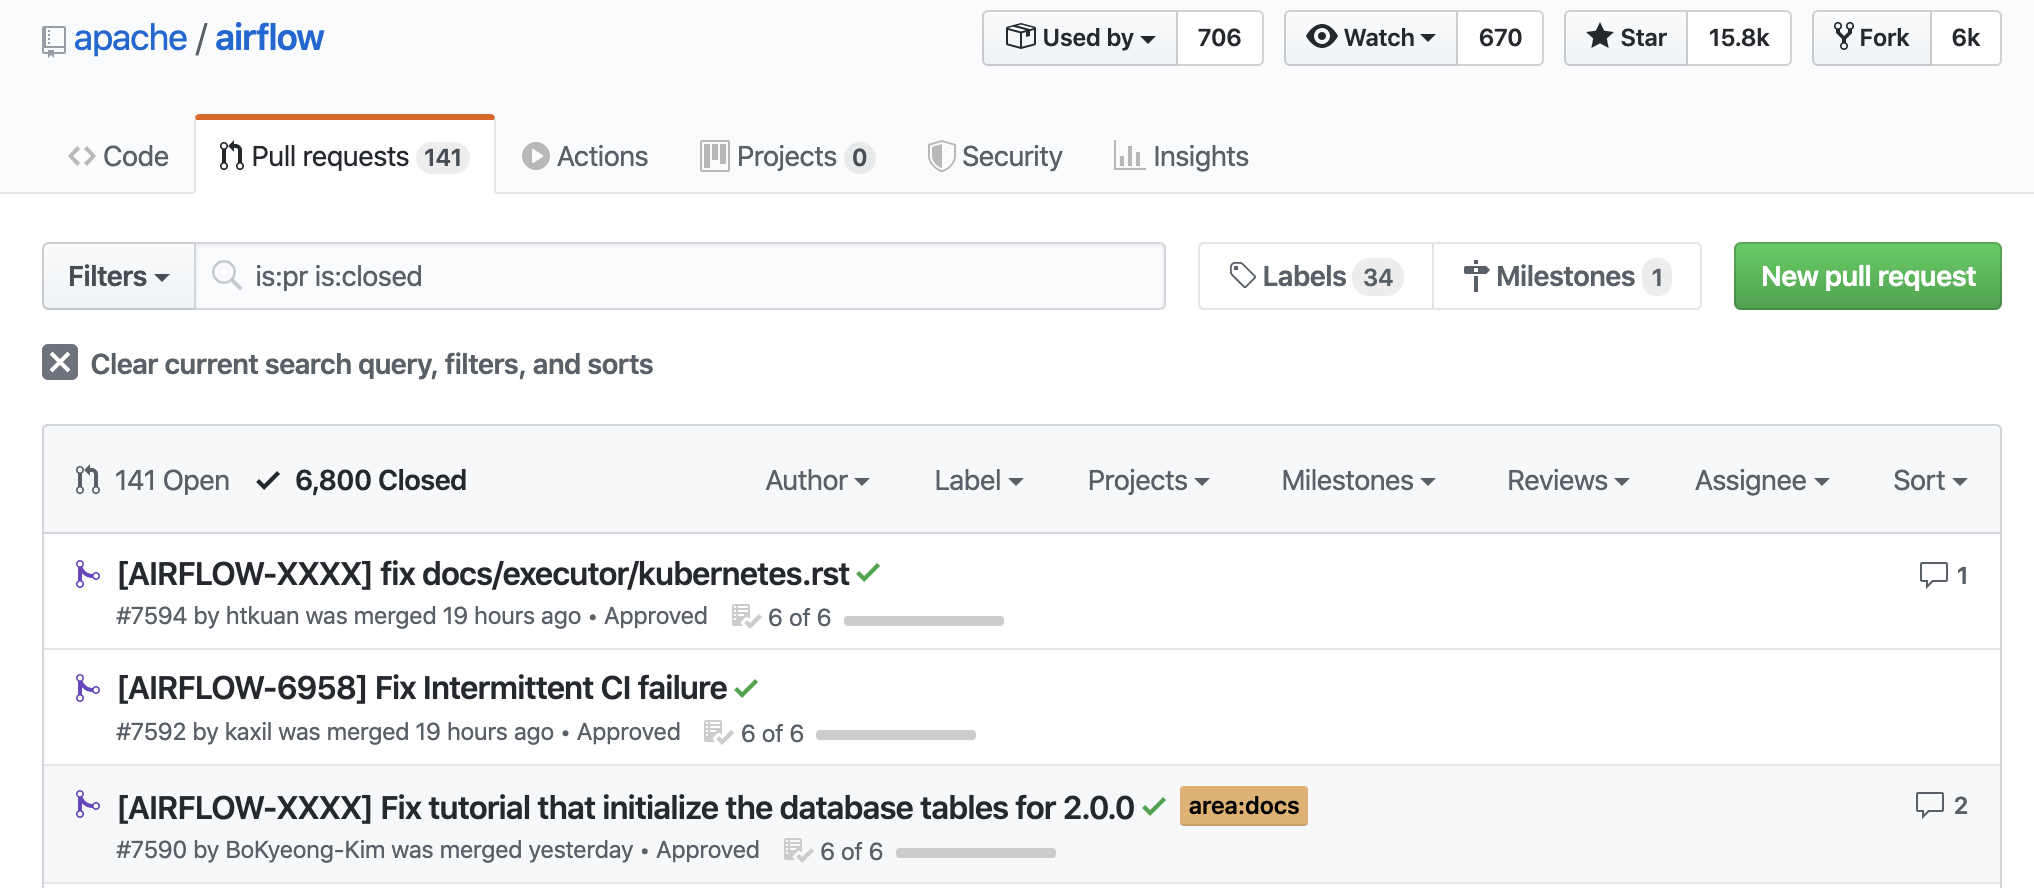 apache / airflow
Used by 706 Watch 670 Star 15.8k Fork 6k
Code Pull requests 141 Actions Projects 0 Security Insights
Filters is:pr is:closed Labels 34 Milestones 1 New pull request
Clear current search query, filters, and sorts
141 Open 6,800 Closed Author Label Projects Milestones Reviews Assignee Sort
[AIRFLOW-XXXX] fix docs/executor/kubernetes.rst 1
#7594 by htkuan was merged 19 hours ago • Approved 6 of 6
[AIRFLOW-6958] Fix Intermittent CI failure
#7592 by kaxil was merged 19 hours ago • Approved 6 of 6
[AIRFLOW-XXXX] Fix tutorial that initialize the database tables for 2.0.0 area:docs 2
#7590 by BoKyeong-Kim was merged yesterday • Approved 6 of 6